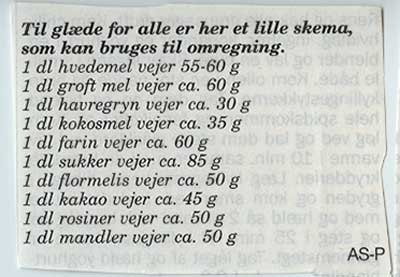 Til glæde for alle er her et lille skema,
som kan bruges til omregning.
1 dl hvedemel vejer 55-60 g
1 dl groft mel vejer ca. 60 g
1 dl havregryn vejer ca. 30 g
1 dl kokosmel vejer ca. 35 g
1 dl farin vejer ca. 60 g
1 dl sukker vejer ca. 85 g
1 dl flormelis vejer ca. 50 g
1 dl kakao vejer ca. 45 g
1 dl rosiner vejer ca. 50 g
1 dl mandler vejer ca. 50 g
AS-P